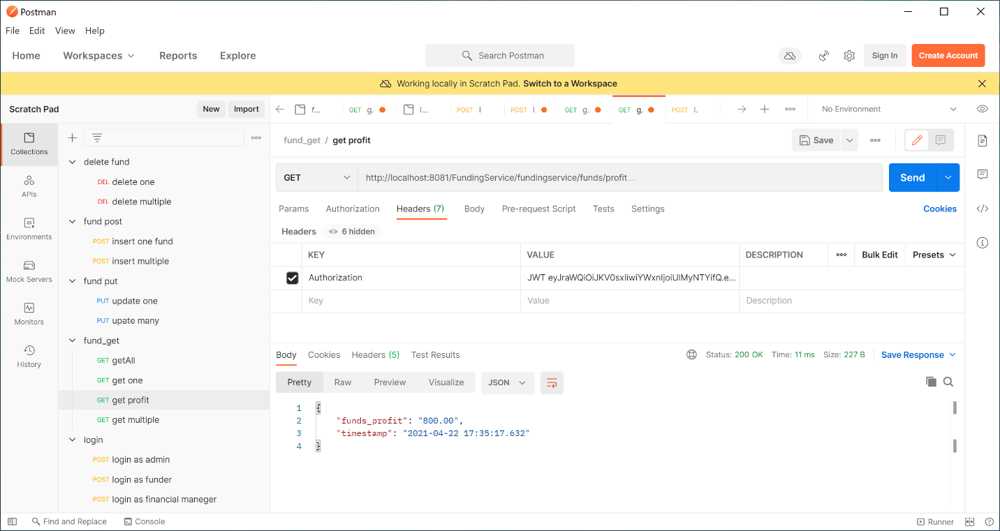 Postman
File Edit View Help
Home Workspaces Reports Explore Search Postman Sign In Create Account
Working locally in Scratch Pad. Switch to a Workspace
Scratch Pad New Import
f... GET g. l... POST l POST l GET g. GET g. POST l. No Environment
Collections
APIs
Environments
Mock Servers
Monitors
History
delete fund
DEL delete one
DEL delete multiple
fund post
POST insert one fund
POST insert multiple
fund put
PUT update one
PUT upate many
fund_get
GET getAll
GET get one
GET get profit
GET get multiple
login
POST login as admin
POST login as funder
POST login as financial maneger
fund_get / get profit Save
GET http://localhost:8081/FundingService/fundingservice/funds/profit... Send
Params Authorization Headers (7) Body Pre-request Script Tests Settings Cookies
Headers 6 hidden
KEY VALUE DESCRIPTION Bulk Edit Presets
Authorization JWT eyJraWQiOiJKV0sxIiwiYWxnIjoiUlMyNTYifQ.e...
Key Value Description
Body Cookies Headers (5) Test Results Status: 200 OK Time: 11 ms Size: 227 B Save Response
Pretty Raw Preview Visualize JSON
1 {
2 "funds_profit": "800.00",
3 "timestamp": "2021-04-22 17:35:17.632"
4 }
Find and Replace Console Runner